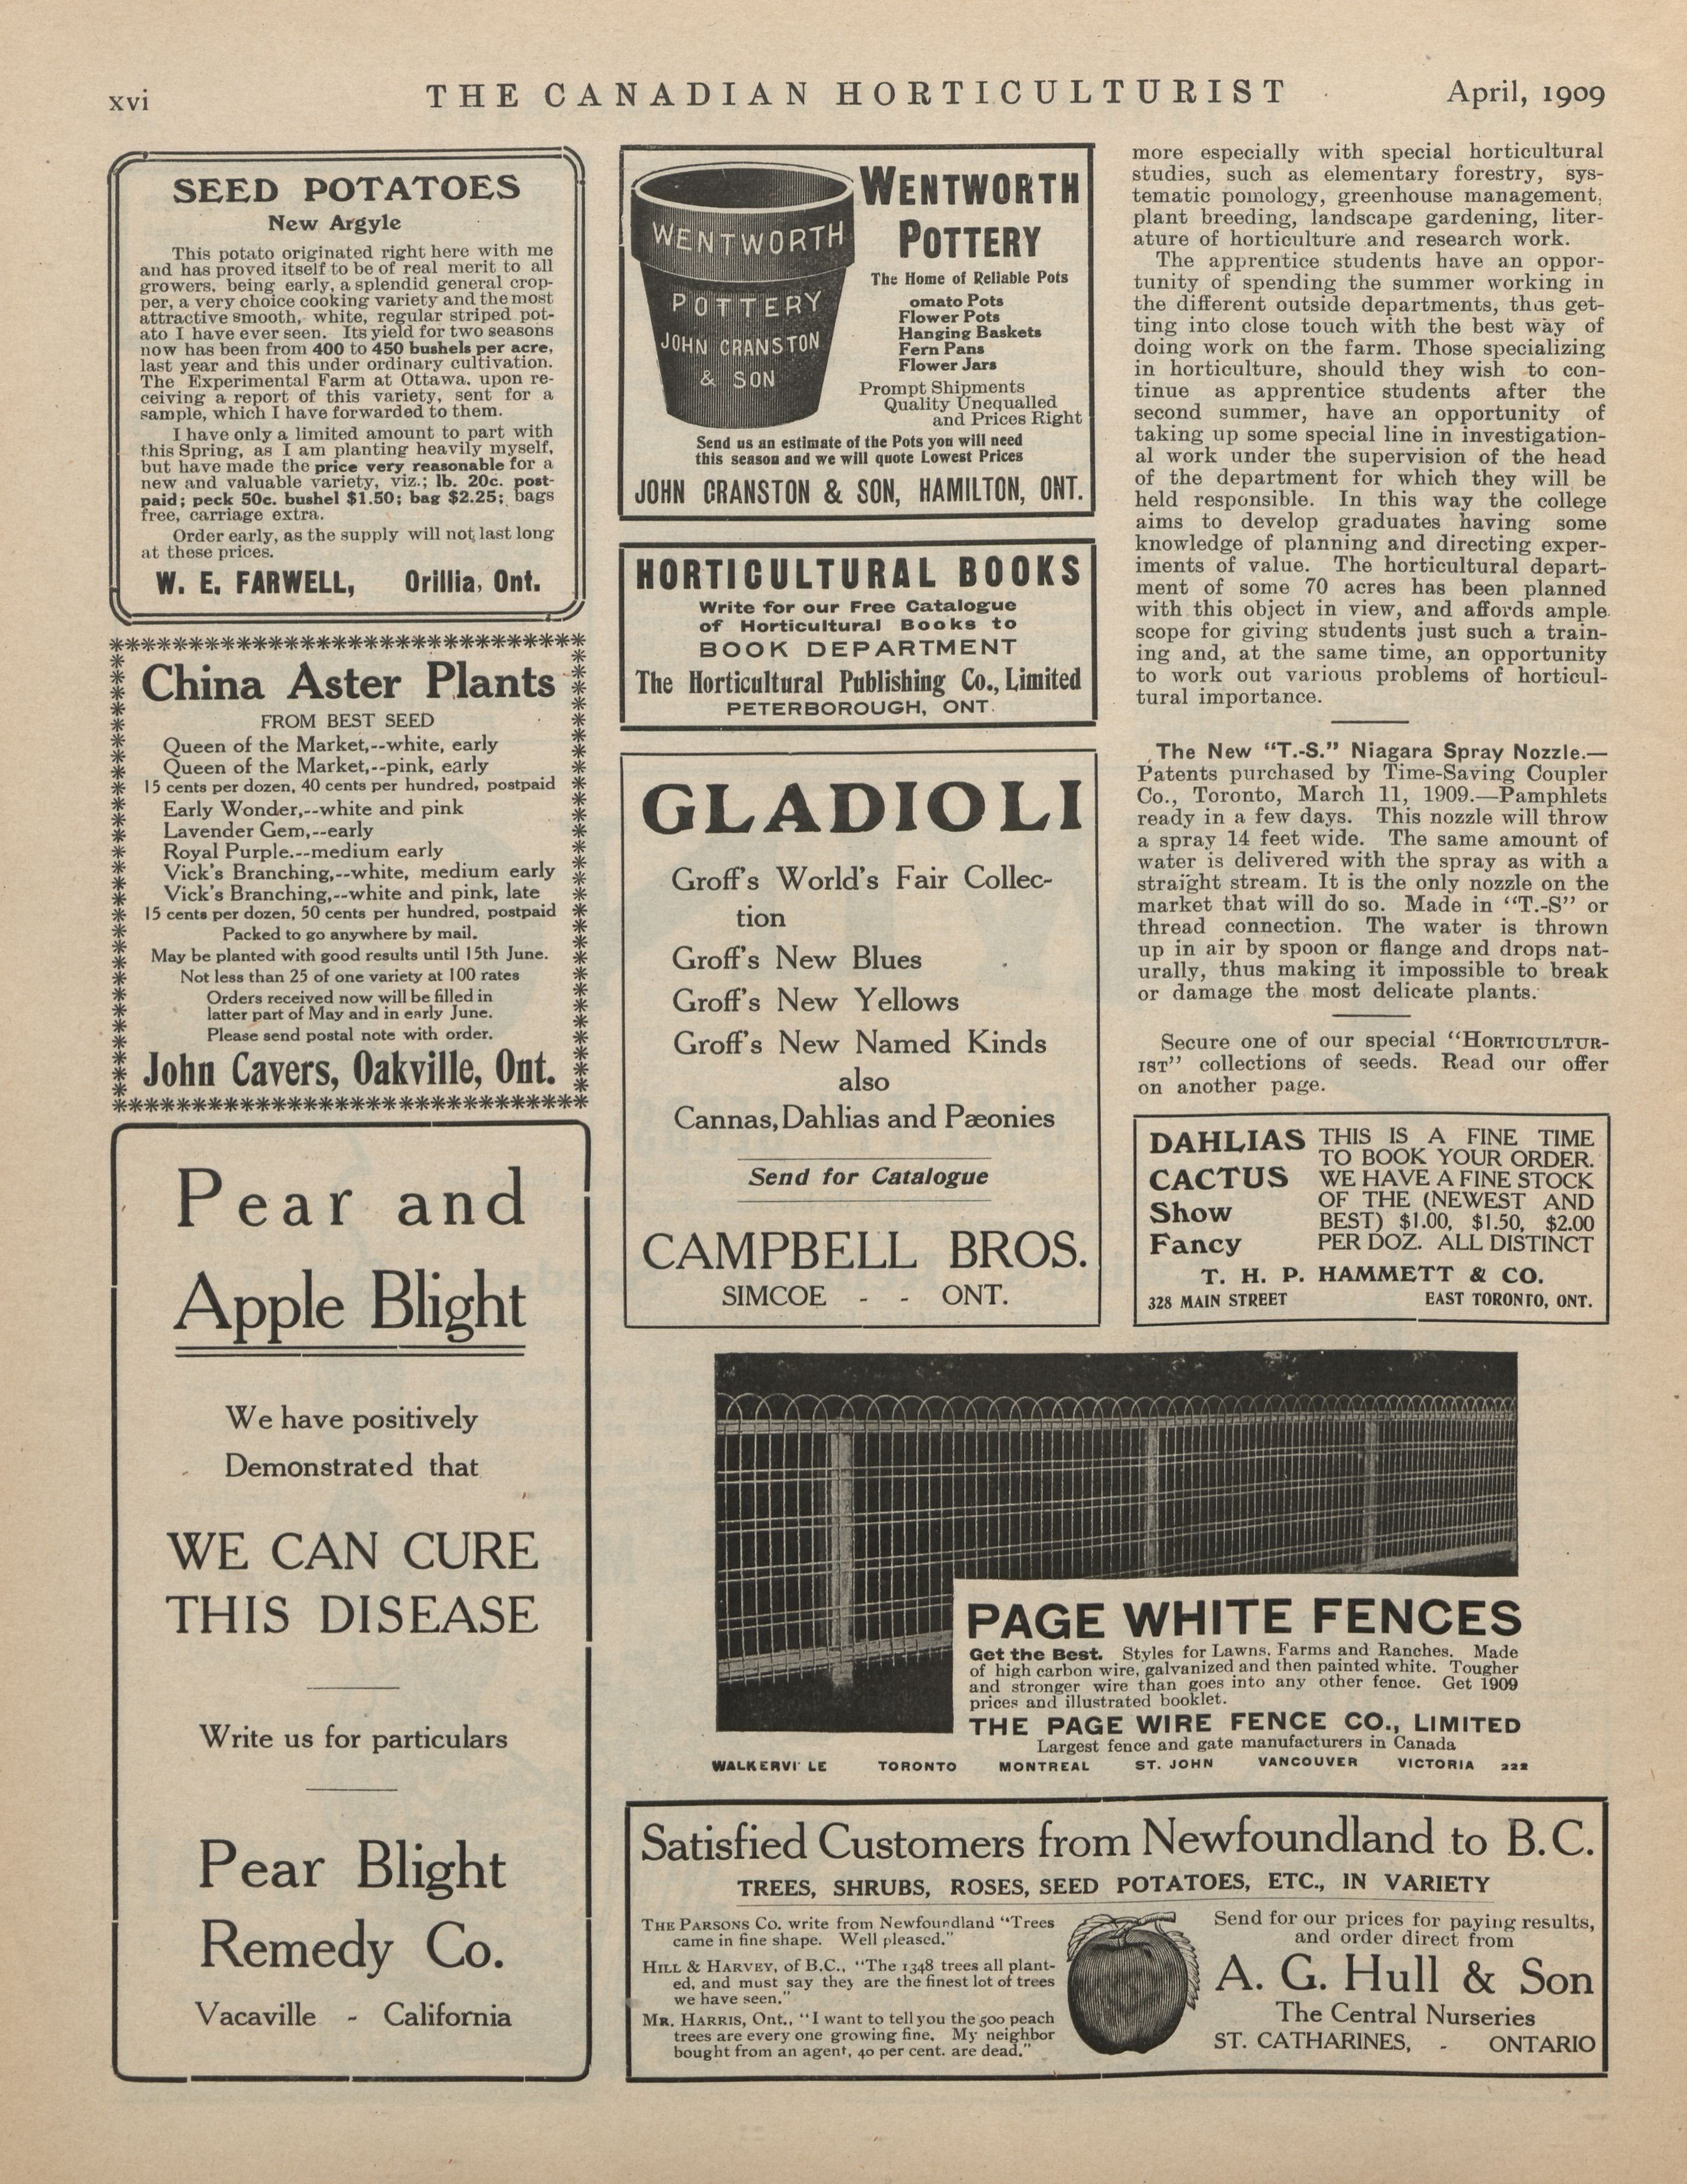 xvi
THE CANADIAN HORTICULTURIST
April, 1909
SEED POTATOES
New Argyle
This potato originated right here with me
and has proved itself to be of real merit to all
growers, being early, a splendid general crop-
per, a very choice cooking variety and the most
attractive smooth, white, regular striped pot-
ato I have ever seen. Its yield for two seasons
now has been from 400 to 450 bushels per acre,
last year and this under ordinary cultivation.
The Experimental Farm at Ottawa, upon re-
ceiving a report of this variety, sent for a
sample, which I have forwarded to them.
I have only a limited amount to part with
this Spring, as I am planting heavily myself,
but have made the price very reasonable for a
new and valuable variety, viz.; lb. 20c. post-
paid; peck 50c. bushel $1.50; bag $2.25; bags
free, carriage extra.
Order early, as the supply will not last long
at these prices.
W. E. FARWELL, Orillia, Ont.
China Aster Plants
FROM BEST SEED
Queen of the Market,--white, early
Queen of the Market,--pink, early
15 cents per dozen, 40 cents per hundred, postpaid
Early Wonder,--white and pink
Lavender Gem,--early
Royal Purple.--medium early
Vick's Branching,--white, medium early
Vick's Branching,--white and pink, late
15 cents per dozen, 50 cents per hundred, postpaid
Packed to go anywhere by mail.
May be planted with good results until 15th June.
Not less than 25 of one variety at 100 rates
Orders received now will be filled in
latter part of May and in early June.
Please send postal note with order.
John Cavers, Oakville, Ont.
Pear and
Apple Blight
We have positively
Demonstrated that
WE CAN CURE
THIS DISEASE
Write us for particulars
Pear Blight
Remedy Co.
Vacaville - California
WENTWORTH
POTTERY
JOHN CRANSTON
& SON
WENTWORTH
POTTERY
The Home of Reliable Pots
omato Pots
Flower Pots
Hanging Baskets
Fern Pans
Flower Jars
Prompt Shipments
Quality Unequalled
and Prices Right
Send us an estimate of the Pots you will need
this season and we will quote Lowest Prices
JOHN CRANSTON & SON, HAMILTON, ONT.
HORTICULTURAL BOOKS
Write for our Free Catalogue
of Horticultural Books to
BOOK DEPARTMENT
The Horticultural Publishing Co., Limited
PETERBOROUGH, ONT.
GLADIOLI
Groff's World's Fair Collec-
tion
Groff's New Blues
Groff's New Yellows
Groff's New Named Kinds
also
Cannas, Dahlias and Pæonies
Send for Catalogue
CAMPBELL BROS.
SIMCOE - - ONT.
more especially with special horticultural
studies, such as elementary forestry, sys-
tematic pomology, greenhouse management,
plant breeding, landscape gardening, liter-
ature of horticulture and research work.
The apprentice students have an oppor-
tunity of spending the summer working in
the different outside departments, thus get-
ting into close touch with the best way of
doing work on the farm. Those specializing
in horticulture, should they wish to con-
tinue as apprentice students after the
second summer, have an opportunity of
taking up some special line in investigation-
al work under the supervision of the head
of the department for which they will be
held responsible. In this way the college
aims to develop graduates having some
knowledge of planning and directing exper-
iments of value. The horticultural depart-
ment of some 70 acres has been planned
with this object in view, and affords ample
scope for giving students just such a train-
ing and, at the same time, an opportunity
to work out various problems of horticul-
tural importance.
The New "T.-S." Niagara Spray Nozzle.—
Patents purchased by Time-Saving Coupler
Co., Toronto, March 11, 1909.—Pamphlets
ready in a few days. This nozzle will throw
a spray 14 feet wide. The same amount of
water is delivered with the spray as with a
straight stream. It is the only nozzle on the
market that will do so. Made in "T.-S" or
thread connection. The water is thrown
up in air by spoon or flange and drops nat-
urally, thus making it impossible to break
or damage the most delicate plants.
Secure one of our special "HORTICULTUR-
IST" collections of seeds. Read our offer
on another page.
DAHLIAS
CACTUS
Show
Fancy
THIS IS A FINE TIME
TO BOOK YOUR ORDER.
WE HAVE A FINE STOCK
OF THE (NEWEST AND
BEST) $1.00, $1.50, $2.00
PER DOZ. ALL DISTINCT
T. H. P. HAMMETT & CO.
328 MAIN STREET EAST TORONTO, ONT.
PAGE WHITE FENCES
Get the Best. Styles for Lawns, Farms and Ranches. Made
of high carbon wire, galvanized and then painted white. Tougher
and stronger wire than goes into any other fence. Get 1909
prices and illustrated booklet.
THE PAGE WIRE FENCE CO., LIMITED
Largest fence and gate manufacturers in Canada
WALKERVI LE TORONTO MONTREAL ST. JOHN VANCOUVER VICTORIA 222
Satisfied Customers from Newfoundland to B.C.
TREES, SHRUBS, ROSES, SEED POTATOES, ETC., IN VARIETY
THE PARSONS CO. write from Newfoundland "Trees
came in fine shape. Well pleased."
HILL & HARVEY, of B.C., "The 1348 trees all plant-
ed, and must say they are the finest lot of trees
we have seen."
MR. HARRIS, Ont., "I want to tell you the 500 peach
trees are every one growing fine. My neighbor
bought from an agent, 40 per cent. are dead."
Send for our prices for paying results,
and order direct from
A. G. Hull & Son
The Central Nurseries
ST. CATHARINES, - ONTARIO